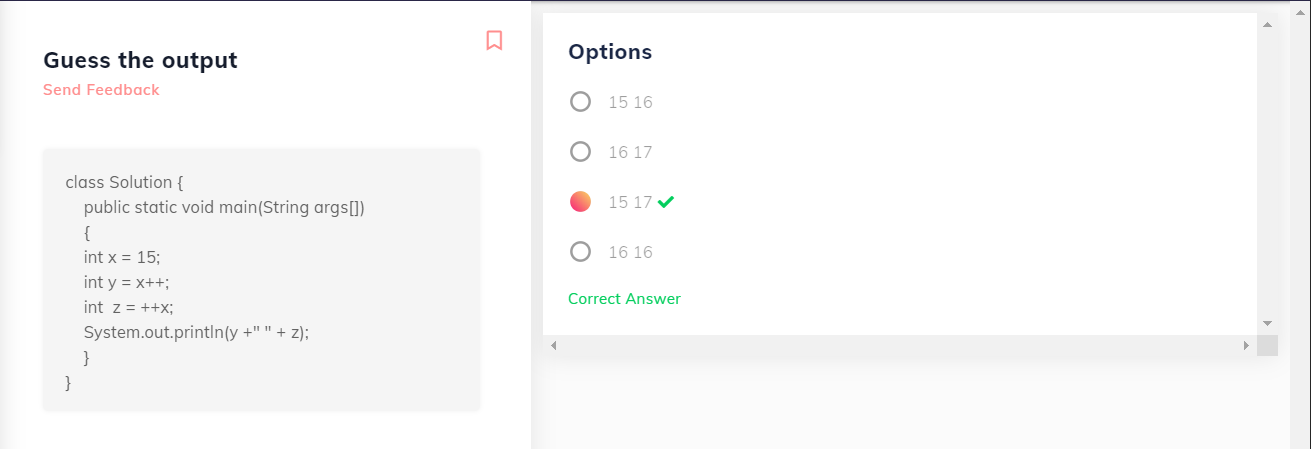 Guess the output
Send Feedback
class Solution {
public static void main(String args[])
{
int x = 15;
int y = x++;
int  z = ++x;
System.out.println(y +" " + z);
}
}
Options
15 16
16 17
15 17
16 16
Correct Answer